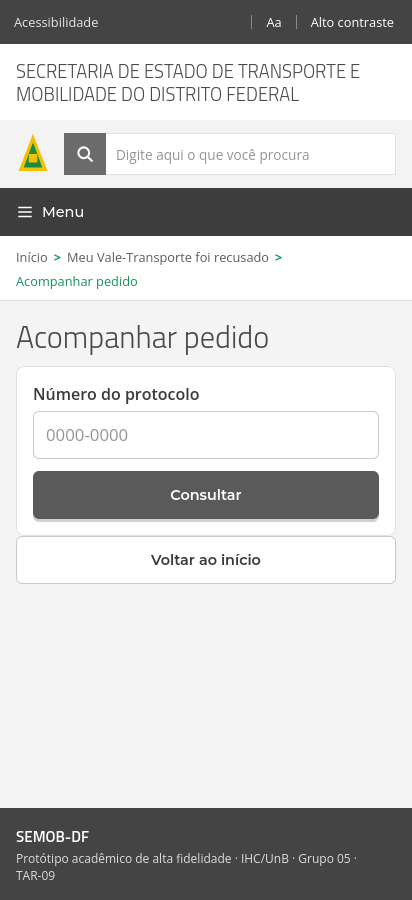 Acessibilidade
Aa
Alto contraste
SECRETARIA DE ESTADO DE TRANSPORTE E
MOBILIDADE DO DISTRITO FEDERAL
Digite aqui o que você procura
Menu
Início > Meu Vale-Transporte foi recusado >
Acompanhar pedido
Acompanhar pedido
Número do protocolo
0000-0000
Consultar
Voltar ao início
SEMOB-DF
Protótipo acadêmico de alta fidelidade · IHC/UnB · Grupo 05 ·
TAR-09